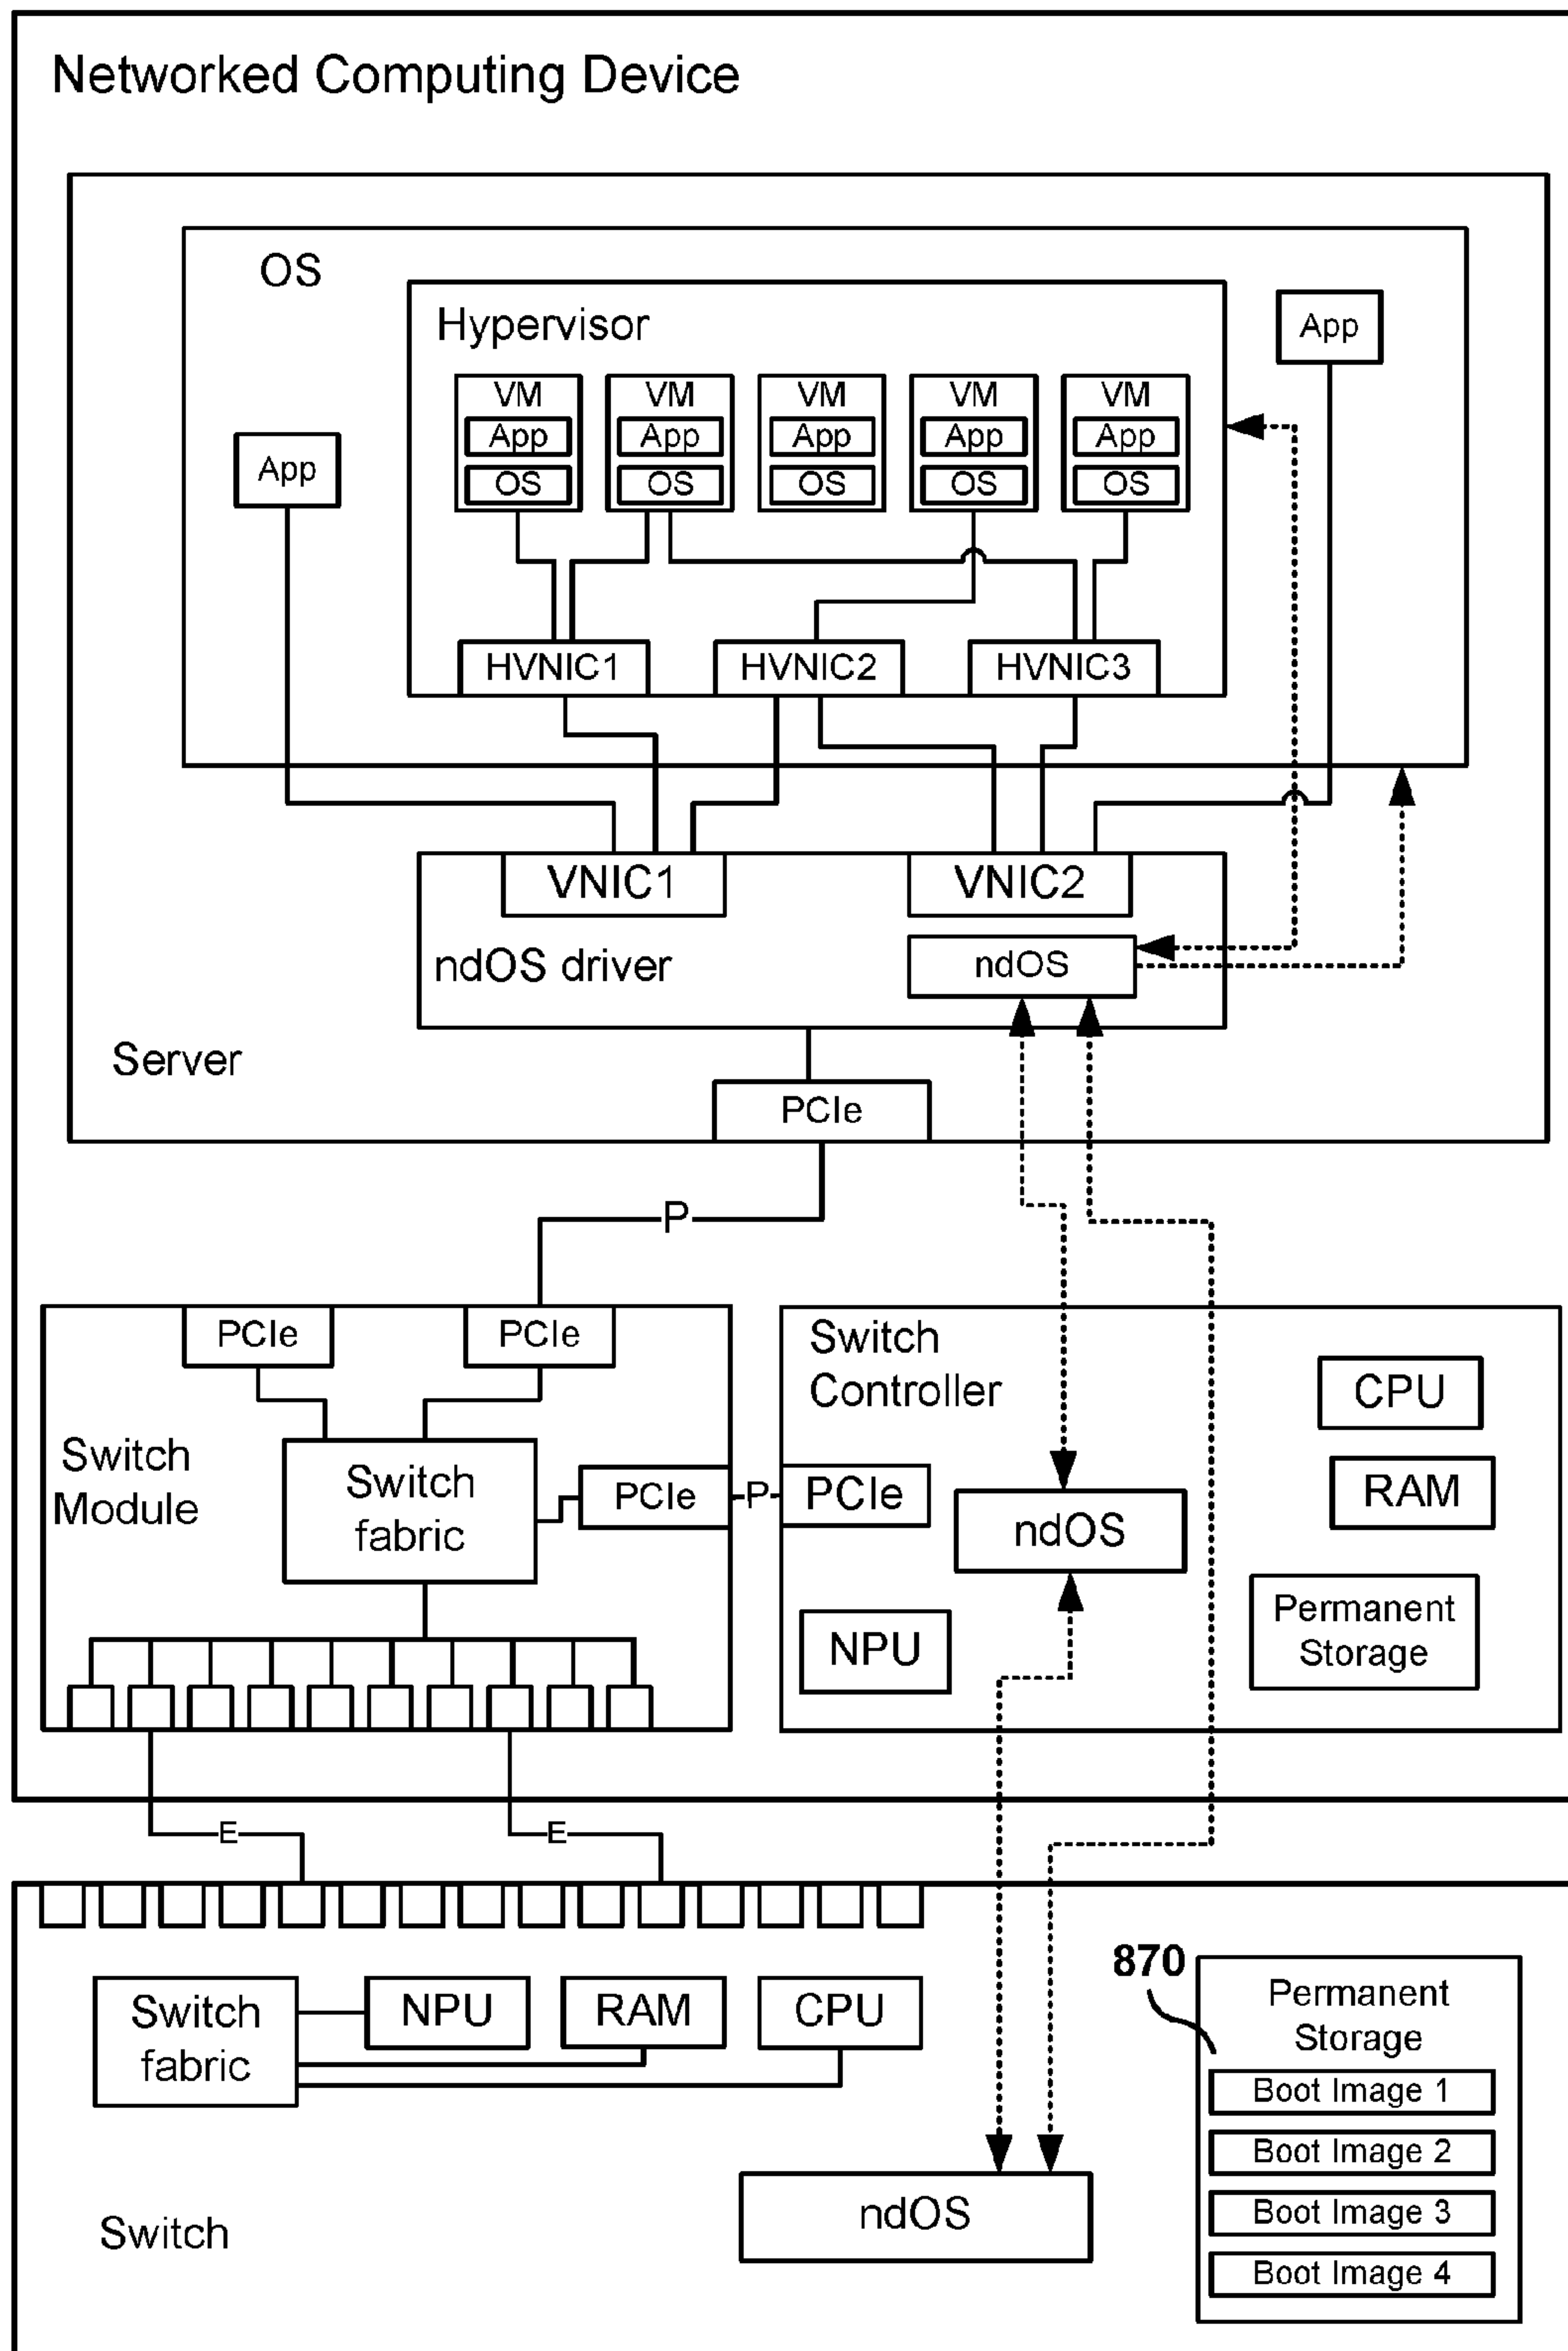 Networked Computing Device
OS
Hypervisor
App
VM
VM
VM
VM
VM
App
App
App
App
App
OS
OS
OS
OS
OS
App
HVNIC1
HVNIC2
HVNIC3
VNIC1
VNIC2
ndOS driver
ndOS
Server
PCIe
P
PCIe
PCIe
Switch
Controller
CPU
Switch
Module
Switch
fabric
PCIe
P
PCIe
RAM
ndOS
NPU
Permanent
Storage
E
E
870
Permanent
Storage
Switch
fabric
NPU
RAM
CPU
Boot Image 1
Boot Image 2
Boot Image 3
Boot Image 4
ndOS
Switch